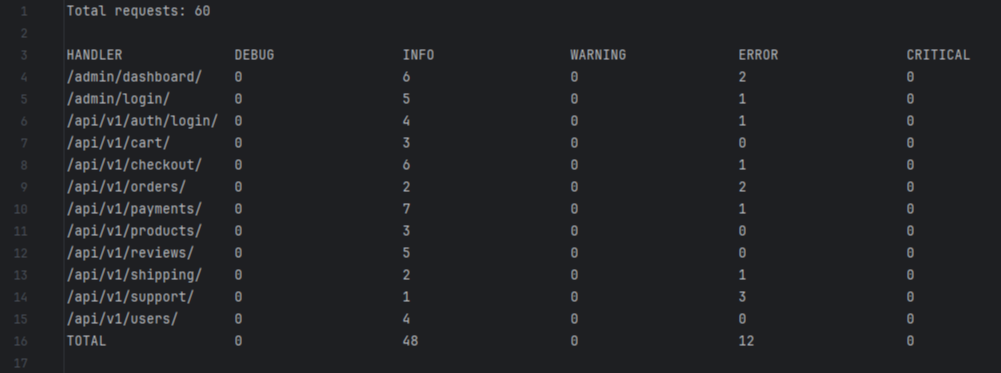 1 Total requests: 60
2
3 HANDLER DEBUG INFO WARNING ERROR CRITICAL
4 /admin/dashboard/ 0 6 0 2 0
5 /admin/login/ 0 5 0 1 0
6 /api/v1/auth/login/ 0 4 0 1 0
7 /api/v1/cart/ 0 3 0 0 0
8 /api/v1/checkout/ 0 6 0 1 0
9 /api/v1/orders/ 0 2 0 2 0
10 /api/v1/payments/ 0 7 0 1 0
11 /api/v1/products/ 0 3 0 0 0
12 /api/v1/reviews/ 0 5 0 0 0
13 /api/v1/shipping/ 0 2 0 1 0
14 /api/v1/support/ 0 1 0 3 0
15 /api/v1/users/ 0 4 0 0 0
16 TOTAL 0 48 0 12 0
17